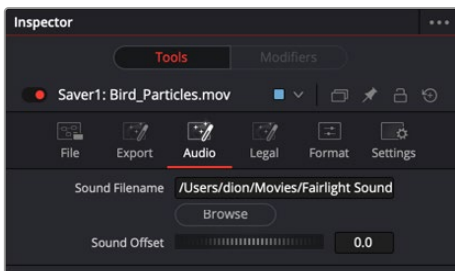 Inspector
Tools Modifiers
Saver1: Bird_Particles.mov
File Export Audio Legal Format Settings
Sound Filename /Users/dion/Movies/Fairlight Sound
Browse
Sound Offset 0.0